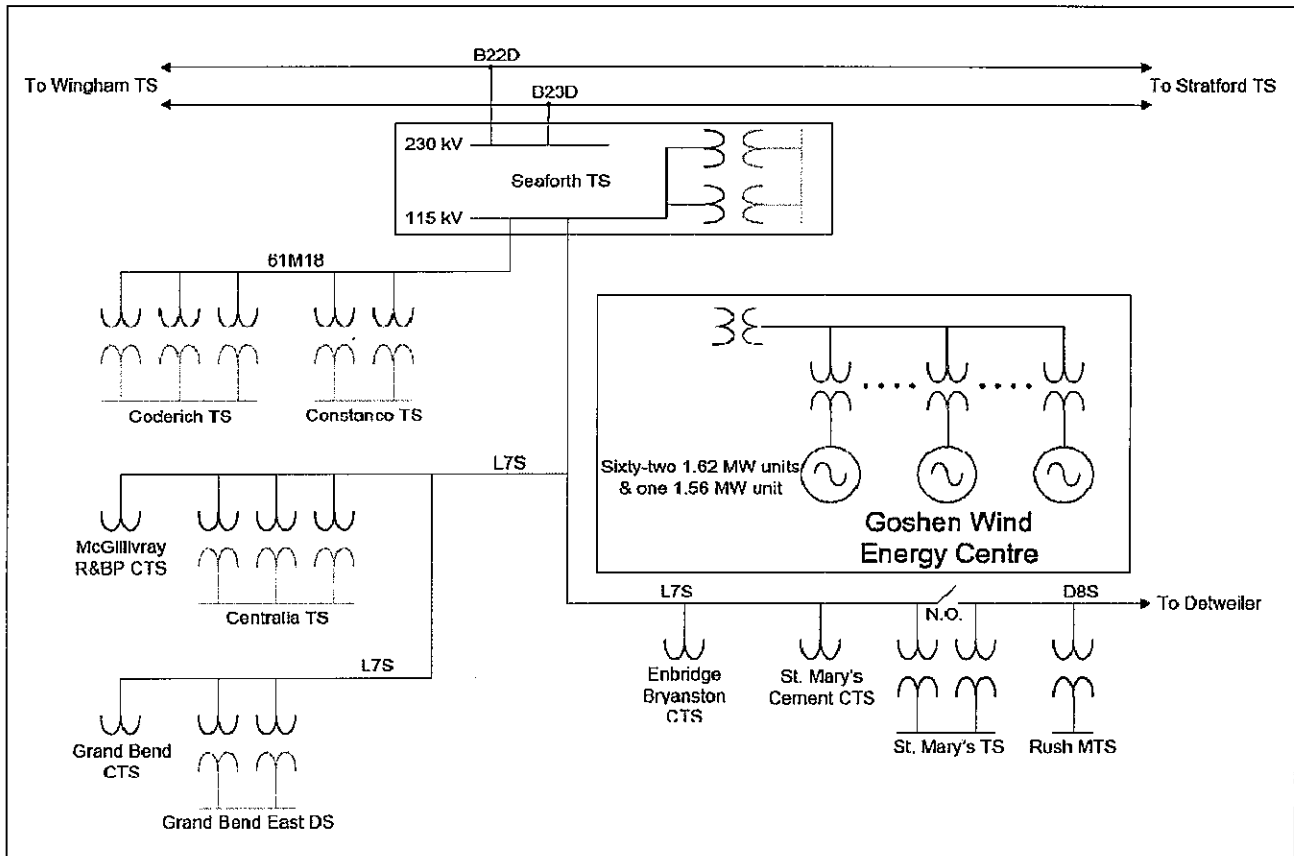 B22D
To Wingham TS
To Stratford TS
B23D
230 kV
Seaforth TS
115 kV
61M18
Goderich TS
Constance TS
Sixty-two 1.62 MW units
& one 1.56 MW unit
Goshen Wind
Energy Centre
L7S
McGillivray
R&BP CTS
Centralia TS
L7S
N.O.
D8S
To Detweiler
L7S
Enbridge
Bryanston
CTS
St. Mary's
Cement CTS
St. Mary's TS
Rush MTS
Grand Bend
CTS
Grand Bend East DS